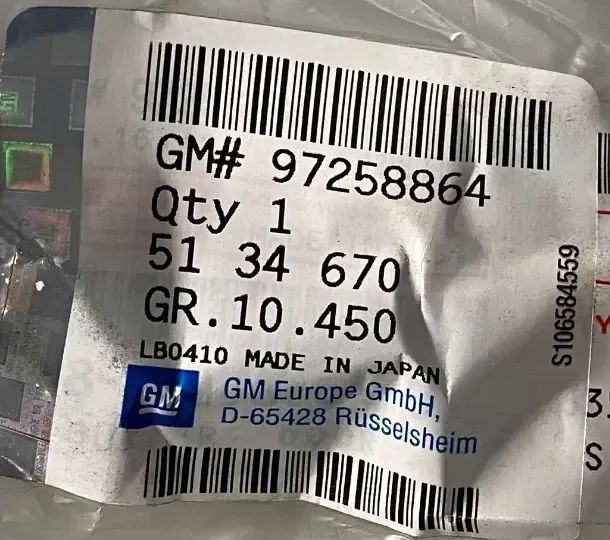 GM# 97258864
Qty 1
51 34 670
GR.10.450
LB0410 MADE IN JAPAN
GM
GM Europe GmbH,
D-65428 Rüsselsheim
S106584559
Y
3
S